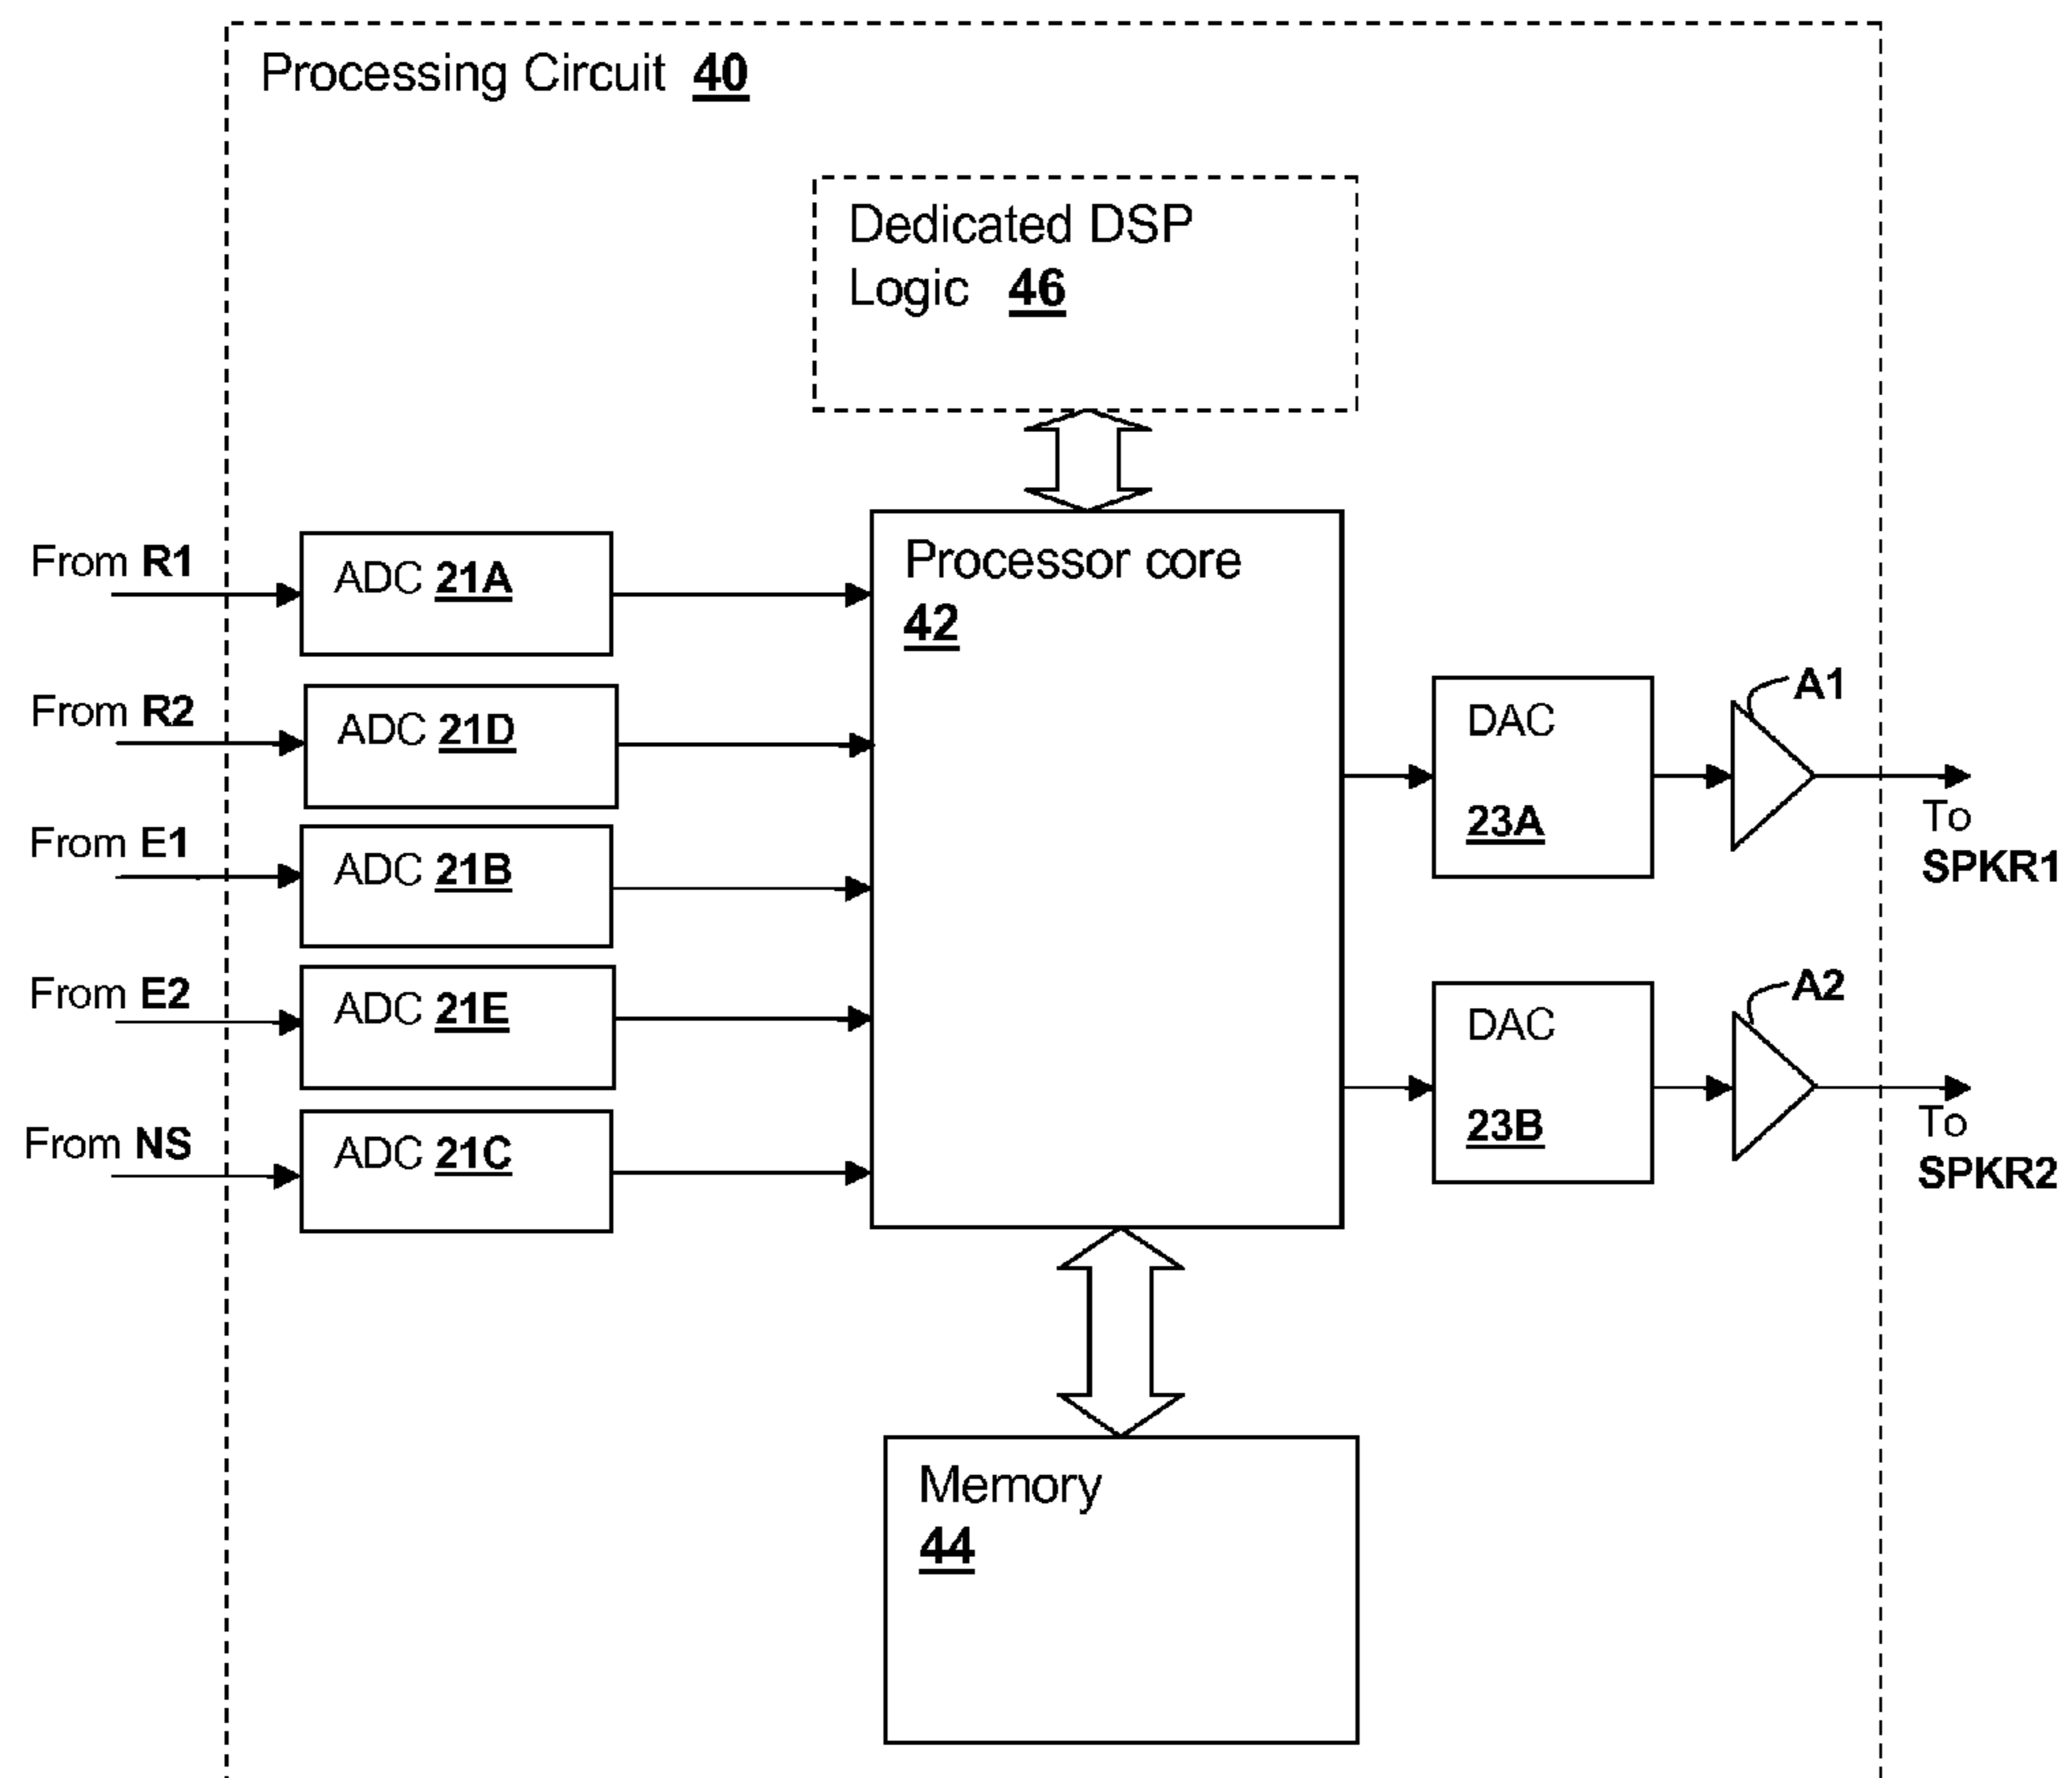 Processing Circuit 40
Dedicated DSP
Logic 46
From R1
ADC 21A
Processor core
42
From R2
ADC 21D
A1
DAC
23A
To
SPKR1
From E1
ADC 21B
From E2
ADC 21E
A2
DAC
23B
To
SPKR2
From NS
ADC 21C
Memory
44